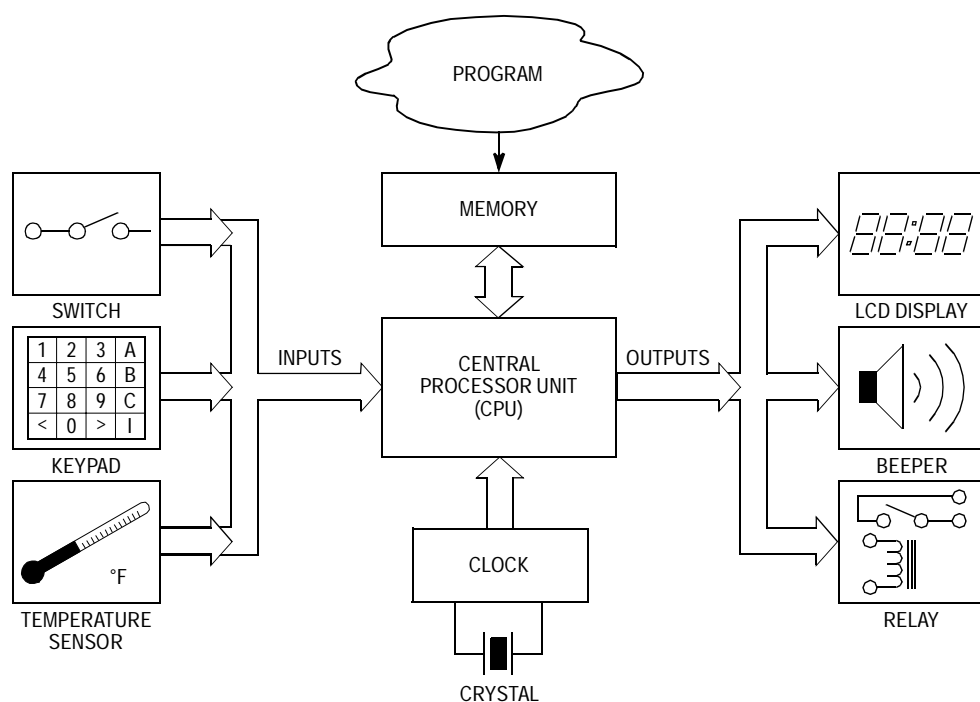 PROGRAM
MEMORY
SWITCH
1 2 3 A
4 5 6 B
7 8 9 C
< 0 > I
KEYPAD
°F
TEMPERATURE
SENSOR
INPUTS
CENTRAL
PROCESSOR UNIT
(CPU)
OUTPUTS
CLOCK
CRYSTAL
88:88
LCD DISPLAY
BEEPER
RELAY